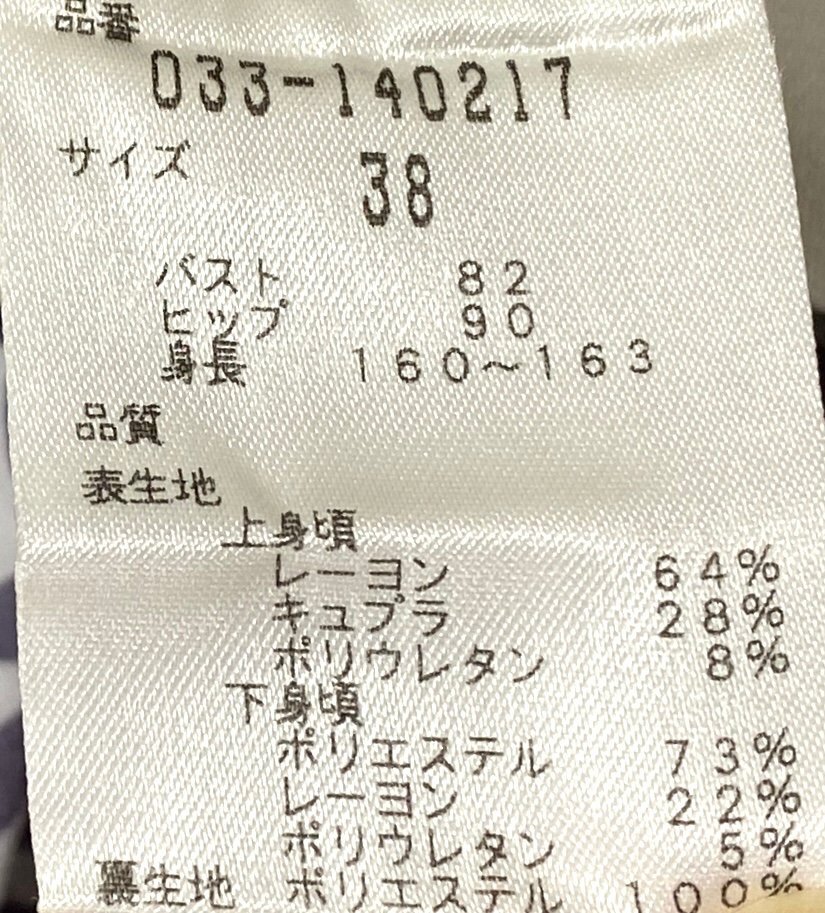 品番
033-140217
サイズ 38
バスト 82
ヒップ 90
身長 160〜163
品質
表生地
上身頃
レーヨン 64%
キュプラ 28%
ポリウレタン 8%
下身頃
ポリエステル 73%
レーヨン 22%
ポリウレタン 5%
裏生地 ポリエステル 100%